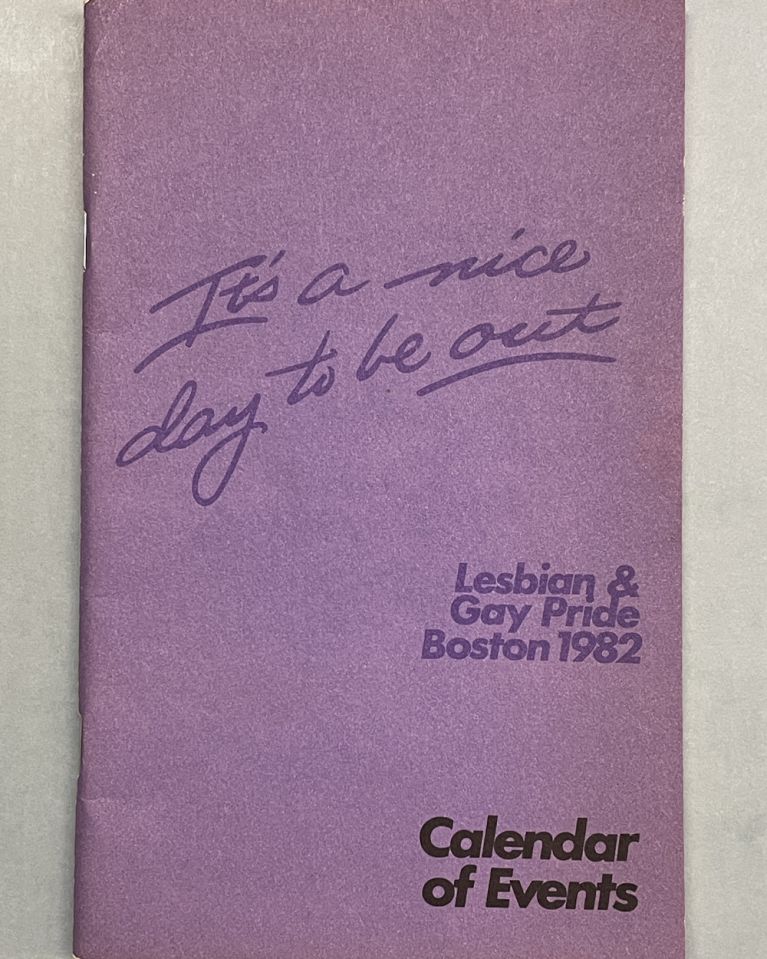 It's a nice
day to be out
Lesbian &
Gay Pride
Boston 1982
Calendar
of Events